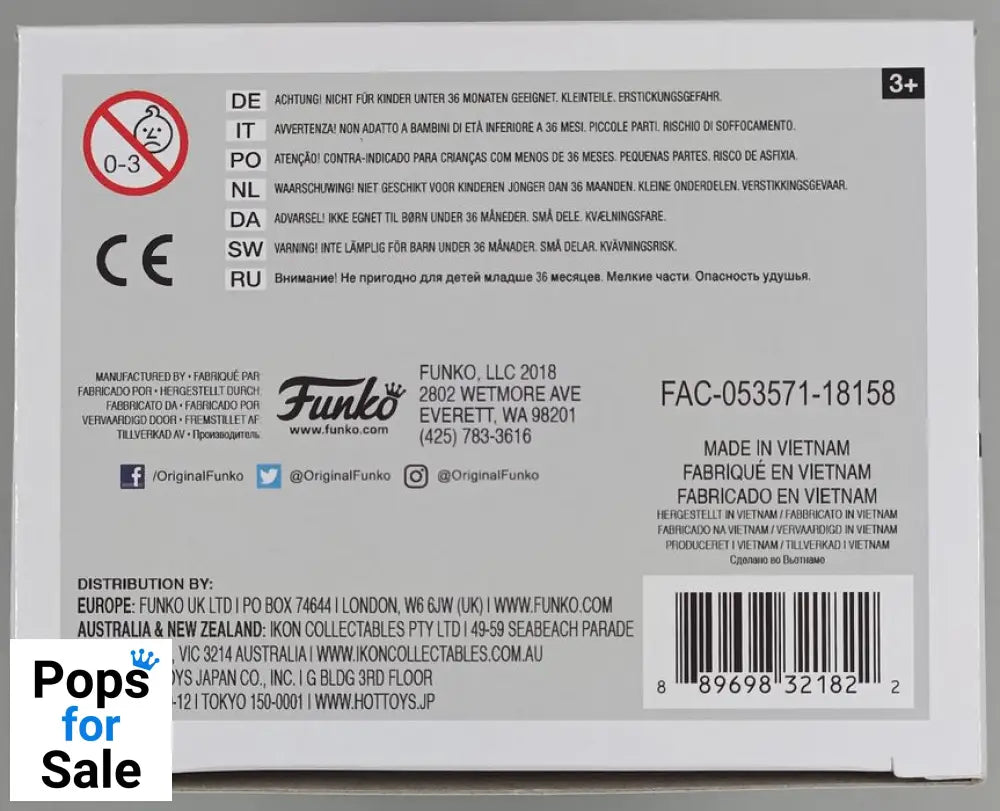 3+
0-3
DE ACHTUNG! NICHT FÜR KINDER UNTER 36 MONATEN GEEIGNET. KLEINTEILE. ERSTICKUNGSGEFAHR.
IT AVVERTENZA! NON ADATTO A BAMBINI DI ETÀ INFERIORE A 36 MESI. PICCOLE PARTI. RISCHIO DI SOFFOCAMENTO.
PO ATENÇÃO! CONTRA-INDICADO PARA CRIANÇAS COM MENOS DE 36 MESES. PEQUENAS PARTES. RISCO DE ASFIXIA.
NL WAARSCHUWING! NIET GESCHIKT VOOR KINDEREN JONGER DAN 36 MAANDEN. KLEINE ONDERDELEN. VERSTIKKINGSGEVAAR.
DA ADVARSEL! IKKE EGNET TIL BØRN UNDER 36 MÅNEDER. SMÅ DELE. KVÆLNINGSFARE.
SW VARNING! INTE LÄMPLIG FÖR BARN UNDER 36 MÅNADER. SMÅ DELAR. KVÄVNINGSRISK.
RU Внимание! Не пригодно для детей младше 36 месяцев. Мелкие части. Опасность удушья.
CE
MANUFACTURED BY • FABRIQUÉ PAR
FABRICADO POR • HERGESTELLT DURCH
FABBRICATO DA • FABRICADO POR
VERVAARDIGD DOOR • FREMSTILLET AF
TILLVERKAD AV • Производитель
Funko
www.funko.com
FUNKO, LLC 2018
2802 WETMORE AVE
EVERETT, WA 98201
(425) 783-3616
/OriginalFunko @OriginalFunko @OriginalFunko
FAC-053571-18158
MADE IN VIETNAM
FABRIQUÉ EN VIETNAM
FABRICADO EN VIETNAM
HERGESTELLT IN VIETNAM / FABBRICATO IN VIETNAM
FABRICADO NA VIETNAM / VERVAARDIGD IN VIETNAM
PRODUCERET I VIETNAM / TILLVERKAD I VIETNAM
Сделано во Вьетнаме
DISTRIBUTION BY:
EUROPE: FUNKO UK LTD I PO BOX 74644 I LONDON, W6 6JW (UK) I WWW.FUNKO.COM
AUSTRALIA & NEW ZEALAND: IKON COLLECTABLES PTY LTD I 49-59 SEABEACH PARADE
, VIC 3214 AUSTRALIA I WWW.IKONCOLLECTABLES.COM.AU
OYS JAPAN CO., INC. I G BLDG 3RD FLOOR
-12 I TOKYO 150-0001 I WWW.HOTTOYS.JP
8 89698 32182 2
Pops
for
Sale